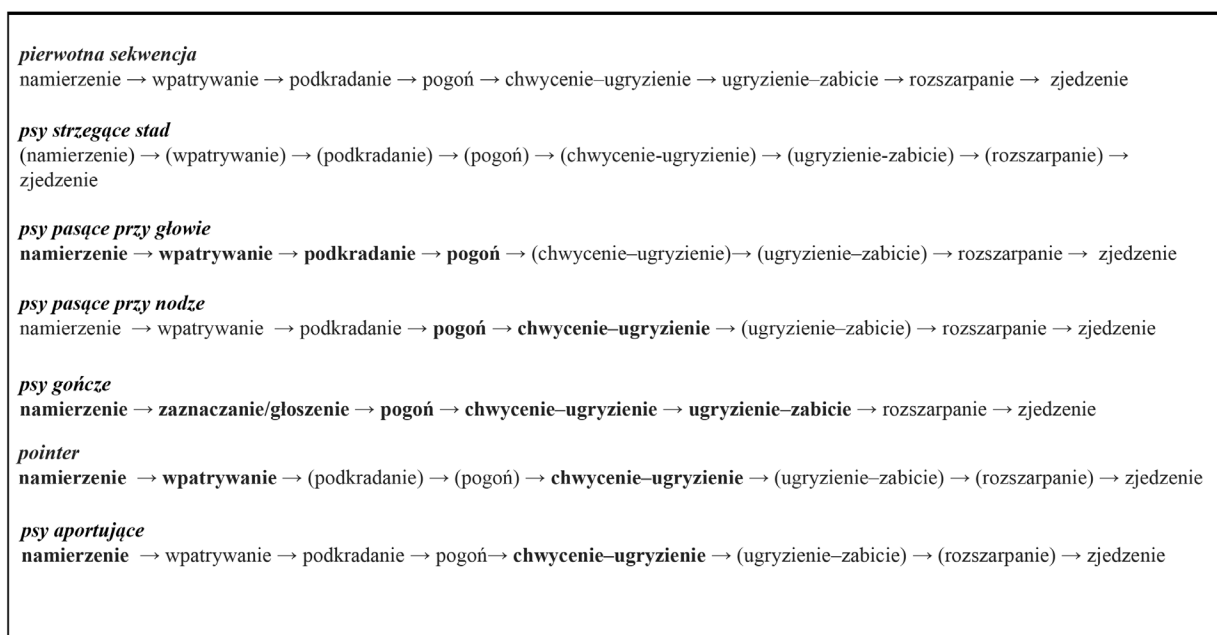 pierwotna sekwencja
namierzenie → wpatrywanie → podkradanie → pogoń → chwycenie–ugryzienie → ugryzienie–zabicie → rozszarpanie → zjedzenie
psy strzegące stad
(namierzenie) → (wpatrywanie) → (podkradanie) → (pogoń) → (chwycenie-ugryzienie) → (ugryzienie-zabicie) → (rozszarpanie) →
zjedzenie
psy pasące przy głowie
namierzenie → wpatrywanie → podkradanie → pogoń → (chwycenie–ugryzienie)→ (ugryzienie–zabicie) → rozszarpanie → zjedzenie
psy pasące przy nodze
namierzenie → wpatrywanie → podkradanie → pogoń → chwycenie–ugryzienie → (ugryzienie–zabicie) → rozszarpanie → zjedzenie
psy gończe
namierzenie → zaznaczanie/głoszenie → pogoń → chwycenie–ugryzienie → ugryzienie–zabicie → rozszarpanie → zjedzenie
pointer
namierzenie → wpatrywanie → (podkradanie) → (pogoń) → chwycenie–ugryzienie → (ugryzienie–zabicie) → (rozszarpanie) → zjedzenie
psy aportujące
namierzenie → wpatrywanie → podkradanie → pogoń→ chwycenie–ugryzienie → (ugryzienie–zabicie) → (rozszarpanie) → zjedzenie